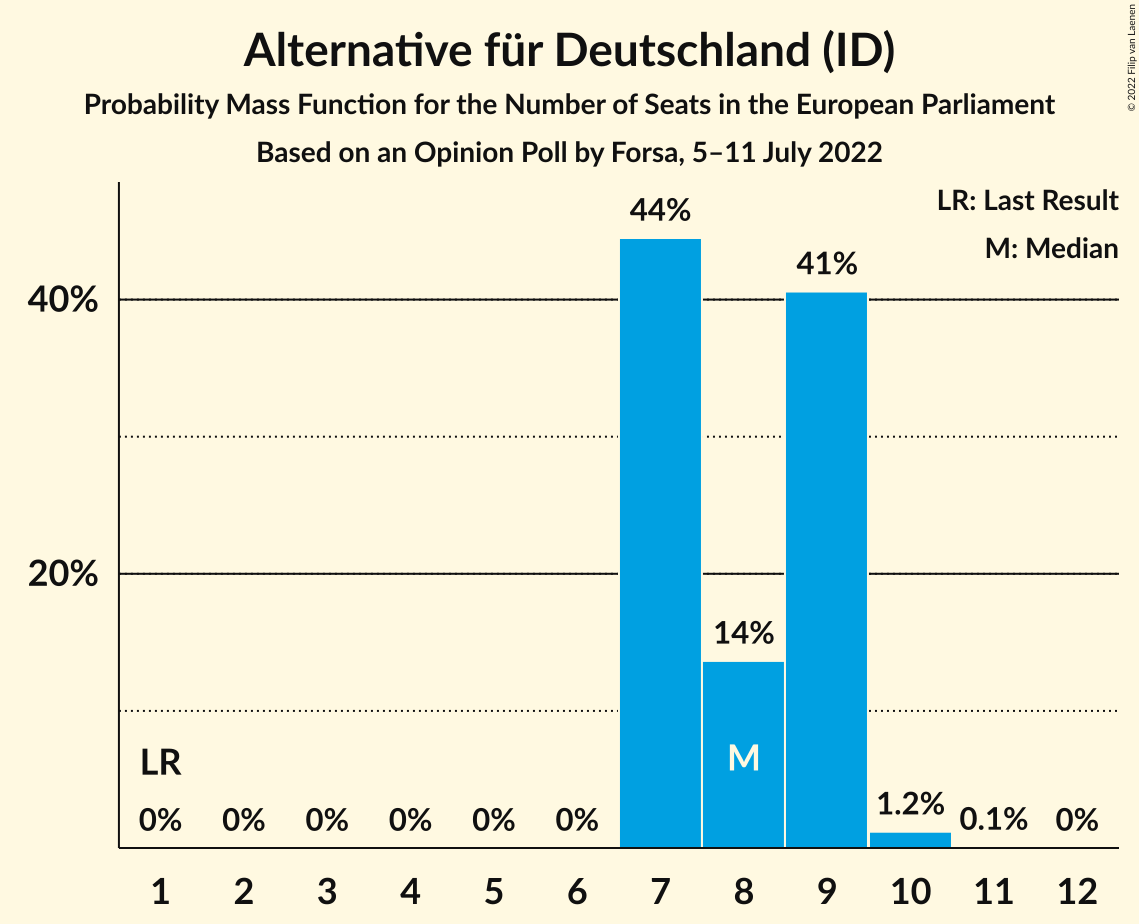 Alternative für Deutschland (ID)
Probability Mass Function for the Number of Seats in the European Parliament
Based on an Opinion Poll by Forsa, 5–11 July 2022
© 2022 Filip van Laenen
LR: Last Result
M: Median
44%
41%
40%
20%
14%
M
LR
0% 0% 0% 0% 0% 0% 1.2% 0.1% 0%
1 2 3 4 5 6 7 8 9 10 11 12